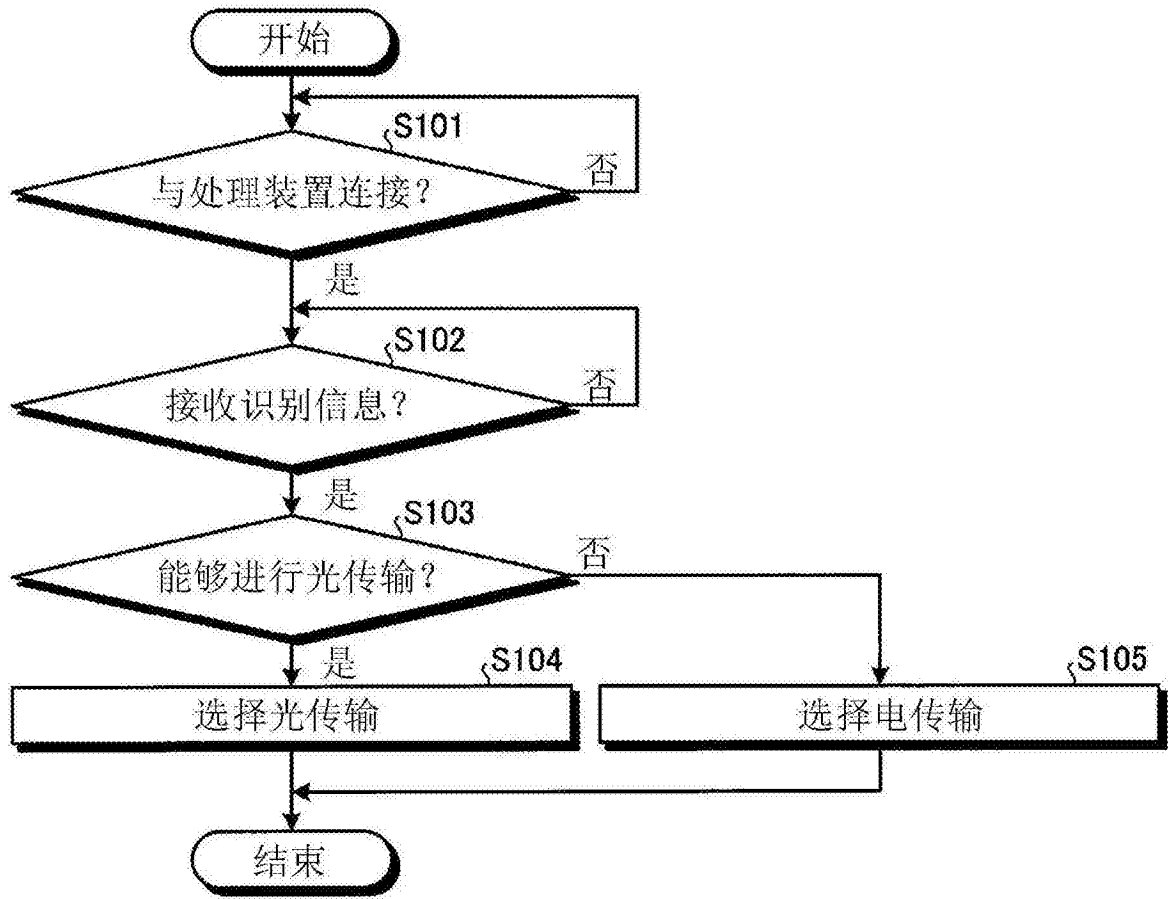 开始
S101
与处理装置连接？
否
是
S102
接收识别信息？
否
是
S103
能够进行光传输？
否
是
S104
选择光传输
S105
选择电传输
结束